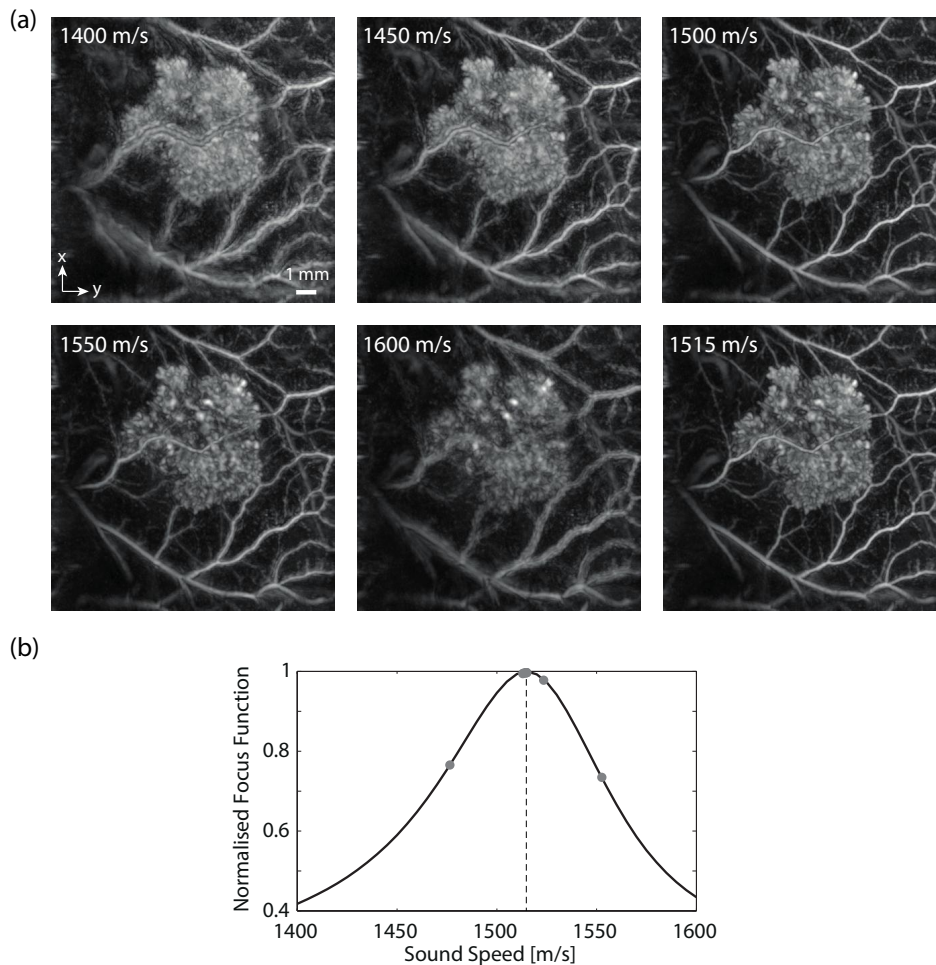 (a)
1400 m/s
1450 m/s
1500 m/s
x
y
1 mm
1550 m/s
1600 m/s
1515 m/s
(b)
Normalised Focus Function
1
0.8
0.6
0.4
1400
1450
1500
1550
1600
Sound Speed [m/s]